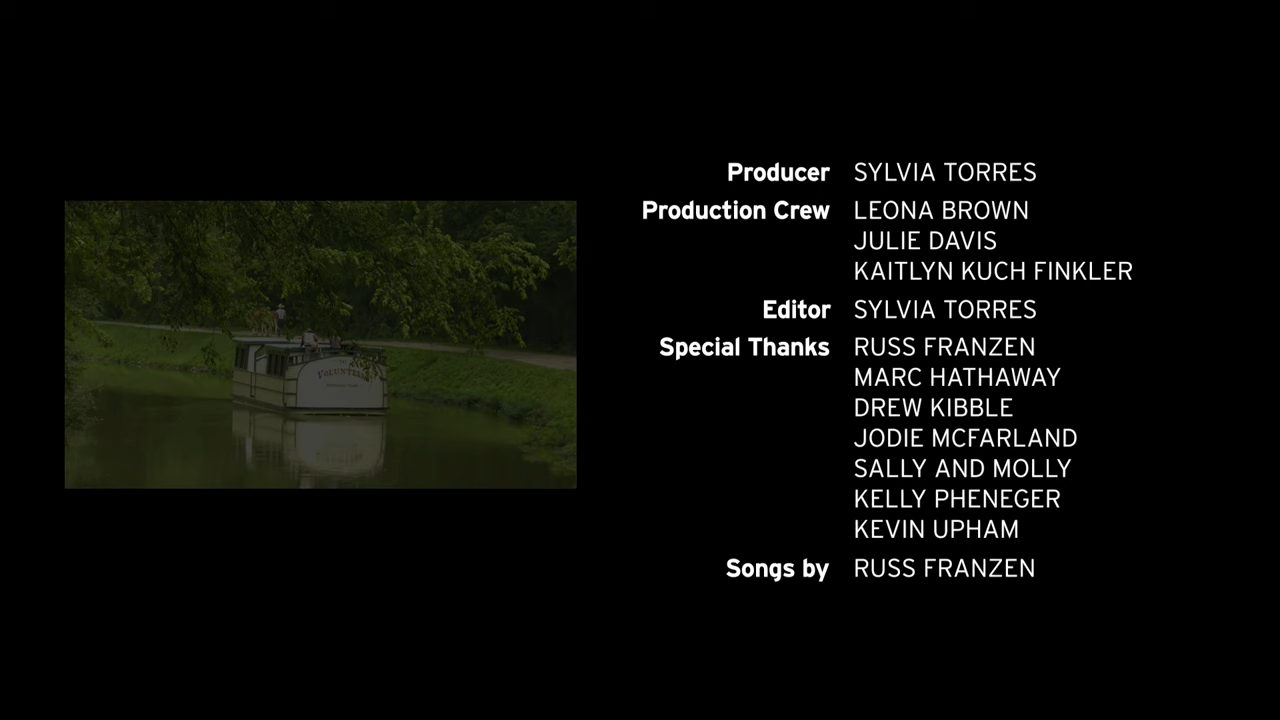 VOLUNTEER
Producer SYLVIA TORRES
Production Crew LEONA BROWN
JULIE DAVIS
KAITLYN KUCH FINKLER
Editor SYLVIA TORRES
Special Thanks RUSS FRANZEN
MARC HATHAWAY
DREW KIBBLE
JODIE MCFARLAND
SALLY AND MOLLY
KELLY PHENEGER
KEVIN UPHAM
Songs by RUSS FRANZEN